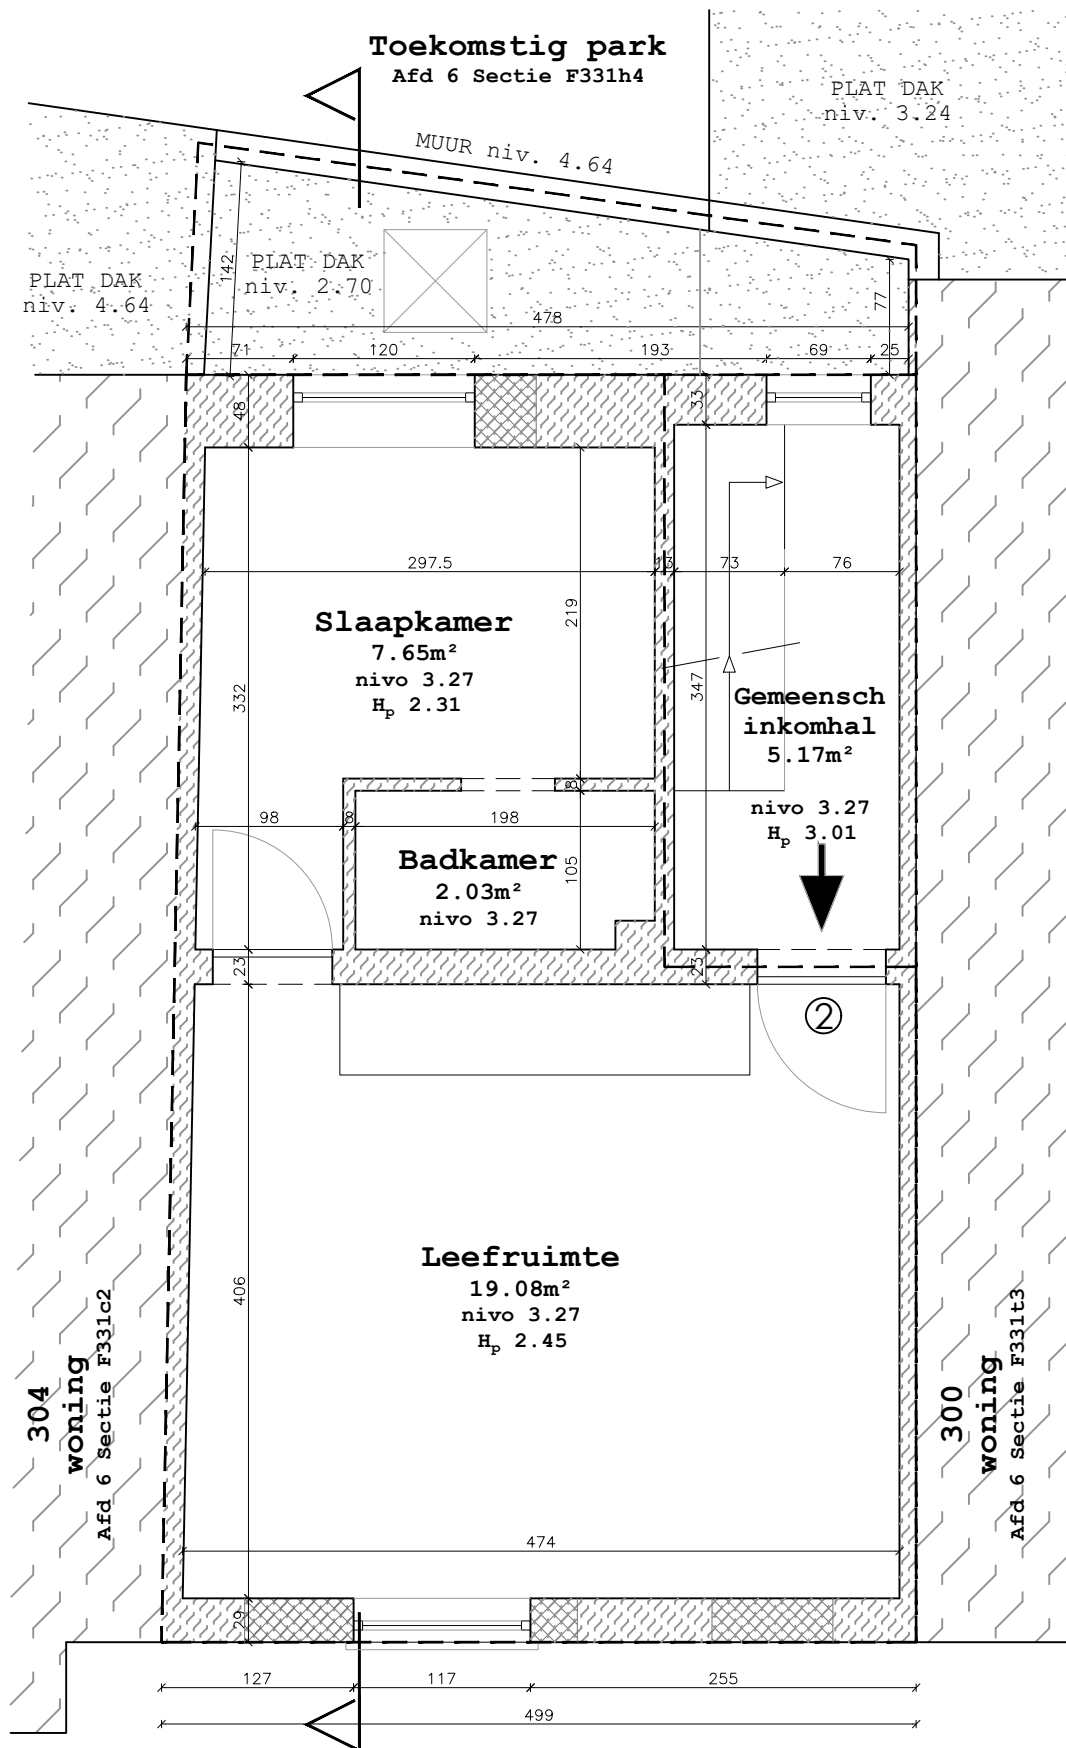 Toekomstig park
Afd 6 Sectie F331h4
PLAT DAK
niv. 3.24
MUUR niv. 4.64
PLAT DAK
niv. 4.64
PLAT DAK
niv. 2.70
142
77
478
71
120
193
69
25
48
33
297.5
13
73
76
219
Slaapkamer
7.65m²
nivo 3.27
Hp 2.31
332
347
Gemeensch
inkomhal
5.17m²
nivo 3.27
Hp 3.01
8
98
8
198
Badkamer
2.03m²
nivo 3.27
105
23
23
2
Leefruimte
19.08m²
nivo 3.27
Hp 2.45
406
304
woning
Afd 6 Sectie F331c2
300
woning
Afd 6 Sectie F331t3
474
29
127
117
255
499